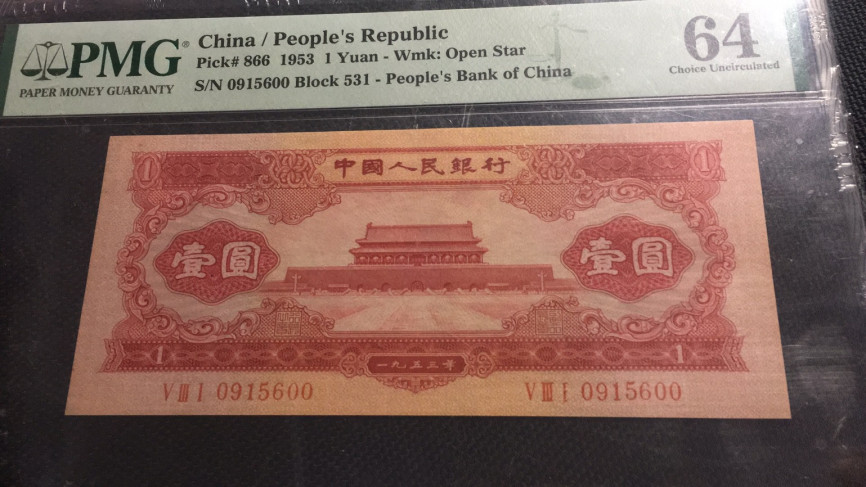 PMG® China / People's Republic
Pick# 866 1953 1 Yuan - Wmk: Open Star
PAPER MONEY GUARANTY S/N 0915600 Block 531 - People's Bank of China
64
Choice Uncirculated
1 中國人民銀行 1
壹圓 壹圓
1 一九五三年 1
V III I 0915600 V III I 0915600